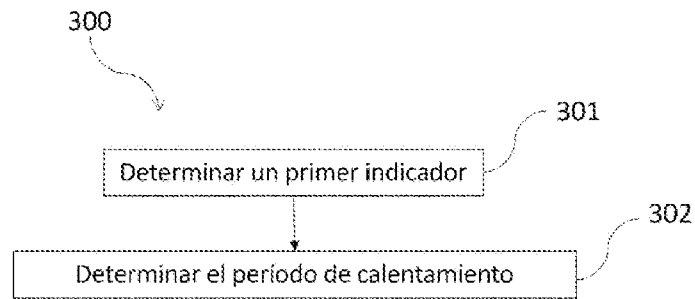 300
301
Determinar un primer indicador
302
Determinar el período de calentamiento